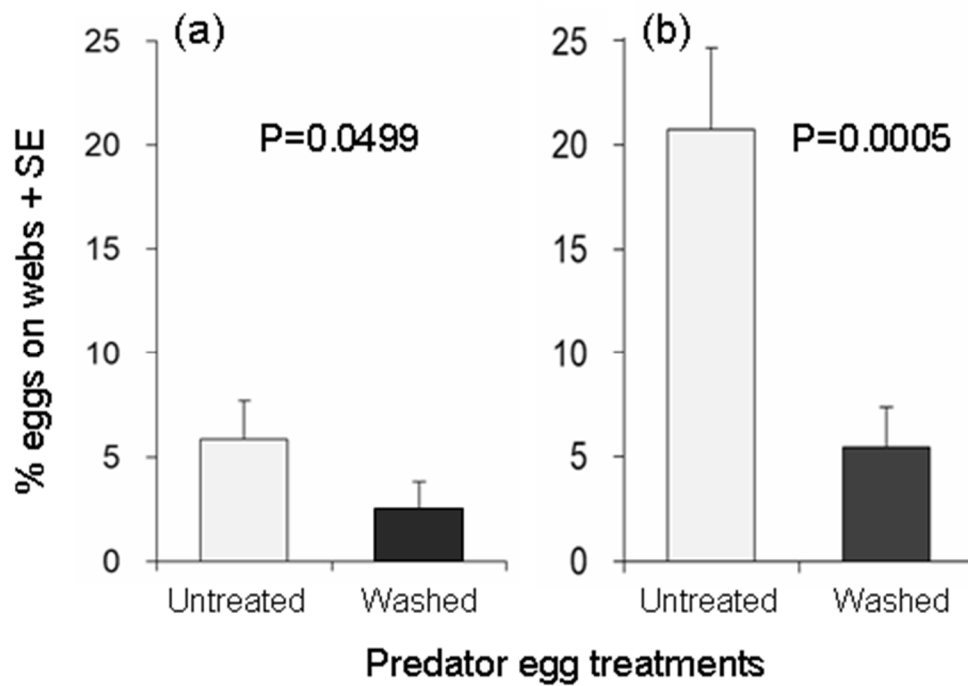 % eggs on webs + SE
(a)
P=0.0499
25
20
15
10
5
0
Untreated Washed
(b)
P=0.0005
25
20
15
10
5
0
Untreated Washed
Predator egg treatments